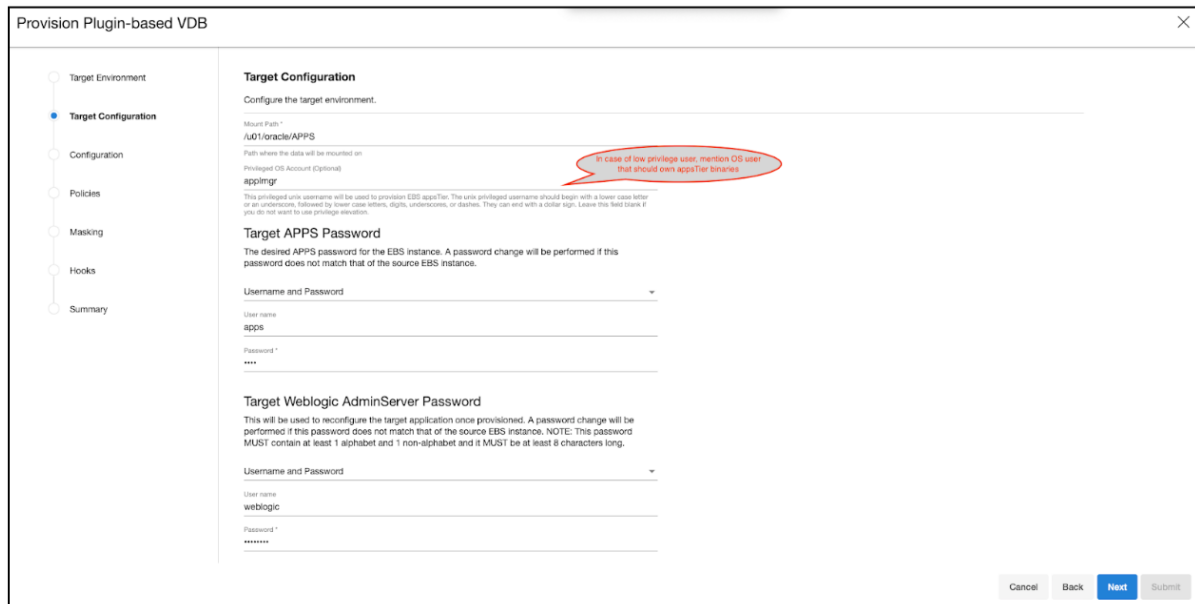 Provision Plugin-based VDB
Target Environment
Target Configuration
Configuration
Policies
Masking
Hooks
Summary
Target Configuration
Configure the target environment.
Mount Path *
/u01/oracle/APPS
Path where the data will be mounted on
Privileged OS Account (Optional)
applmgr
In case of low privilege user, mention OS user
that should own appsTier binaries
This privileged unix username will be used to provision EBS appsTier. The unix privileged username should begin with a lower case letter
or an underscore, followed by lower case letters, digits, underscores, or dashes. They can end with a dollar sign. Leave this field blank if
you do not want to use privilege elevation.
Target APPS Password
The desired APPS password for the EBS instance. A password change will be performed if this
password does not match that of the source EBS instance.
Username and Password
User name
apps
Password *
••••
Target Weblogic AdminServer Password
This will be used to reconfigure the target application once provisioned. A password change will be
performed if this password does not match that of the source EBS instance. NOTE: This password
MUST contain at least 1 alphabet and 1 non-alphabet and it MUST be at least 8 characters long.
Username and Password
User name
weblogic
Password *
••••••••
Cancel
Back
Next
Submit